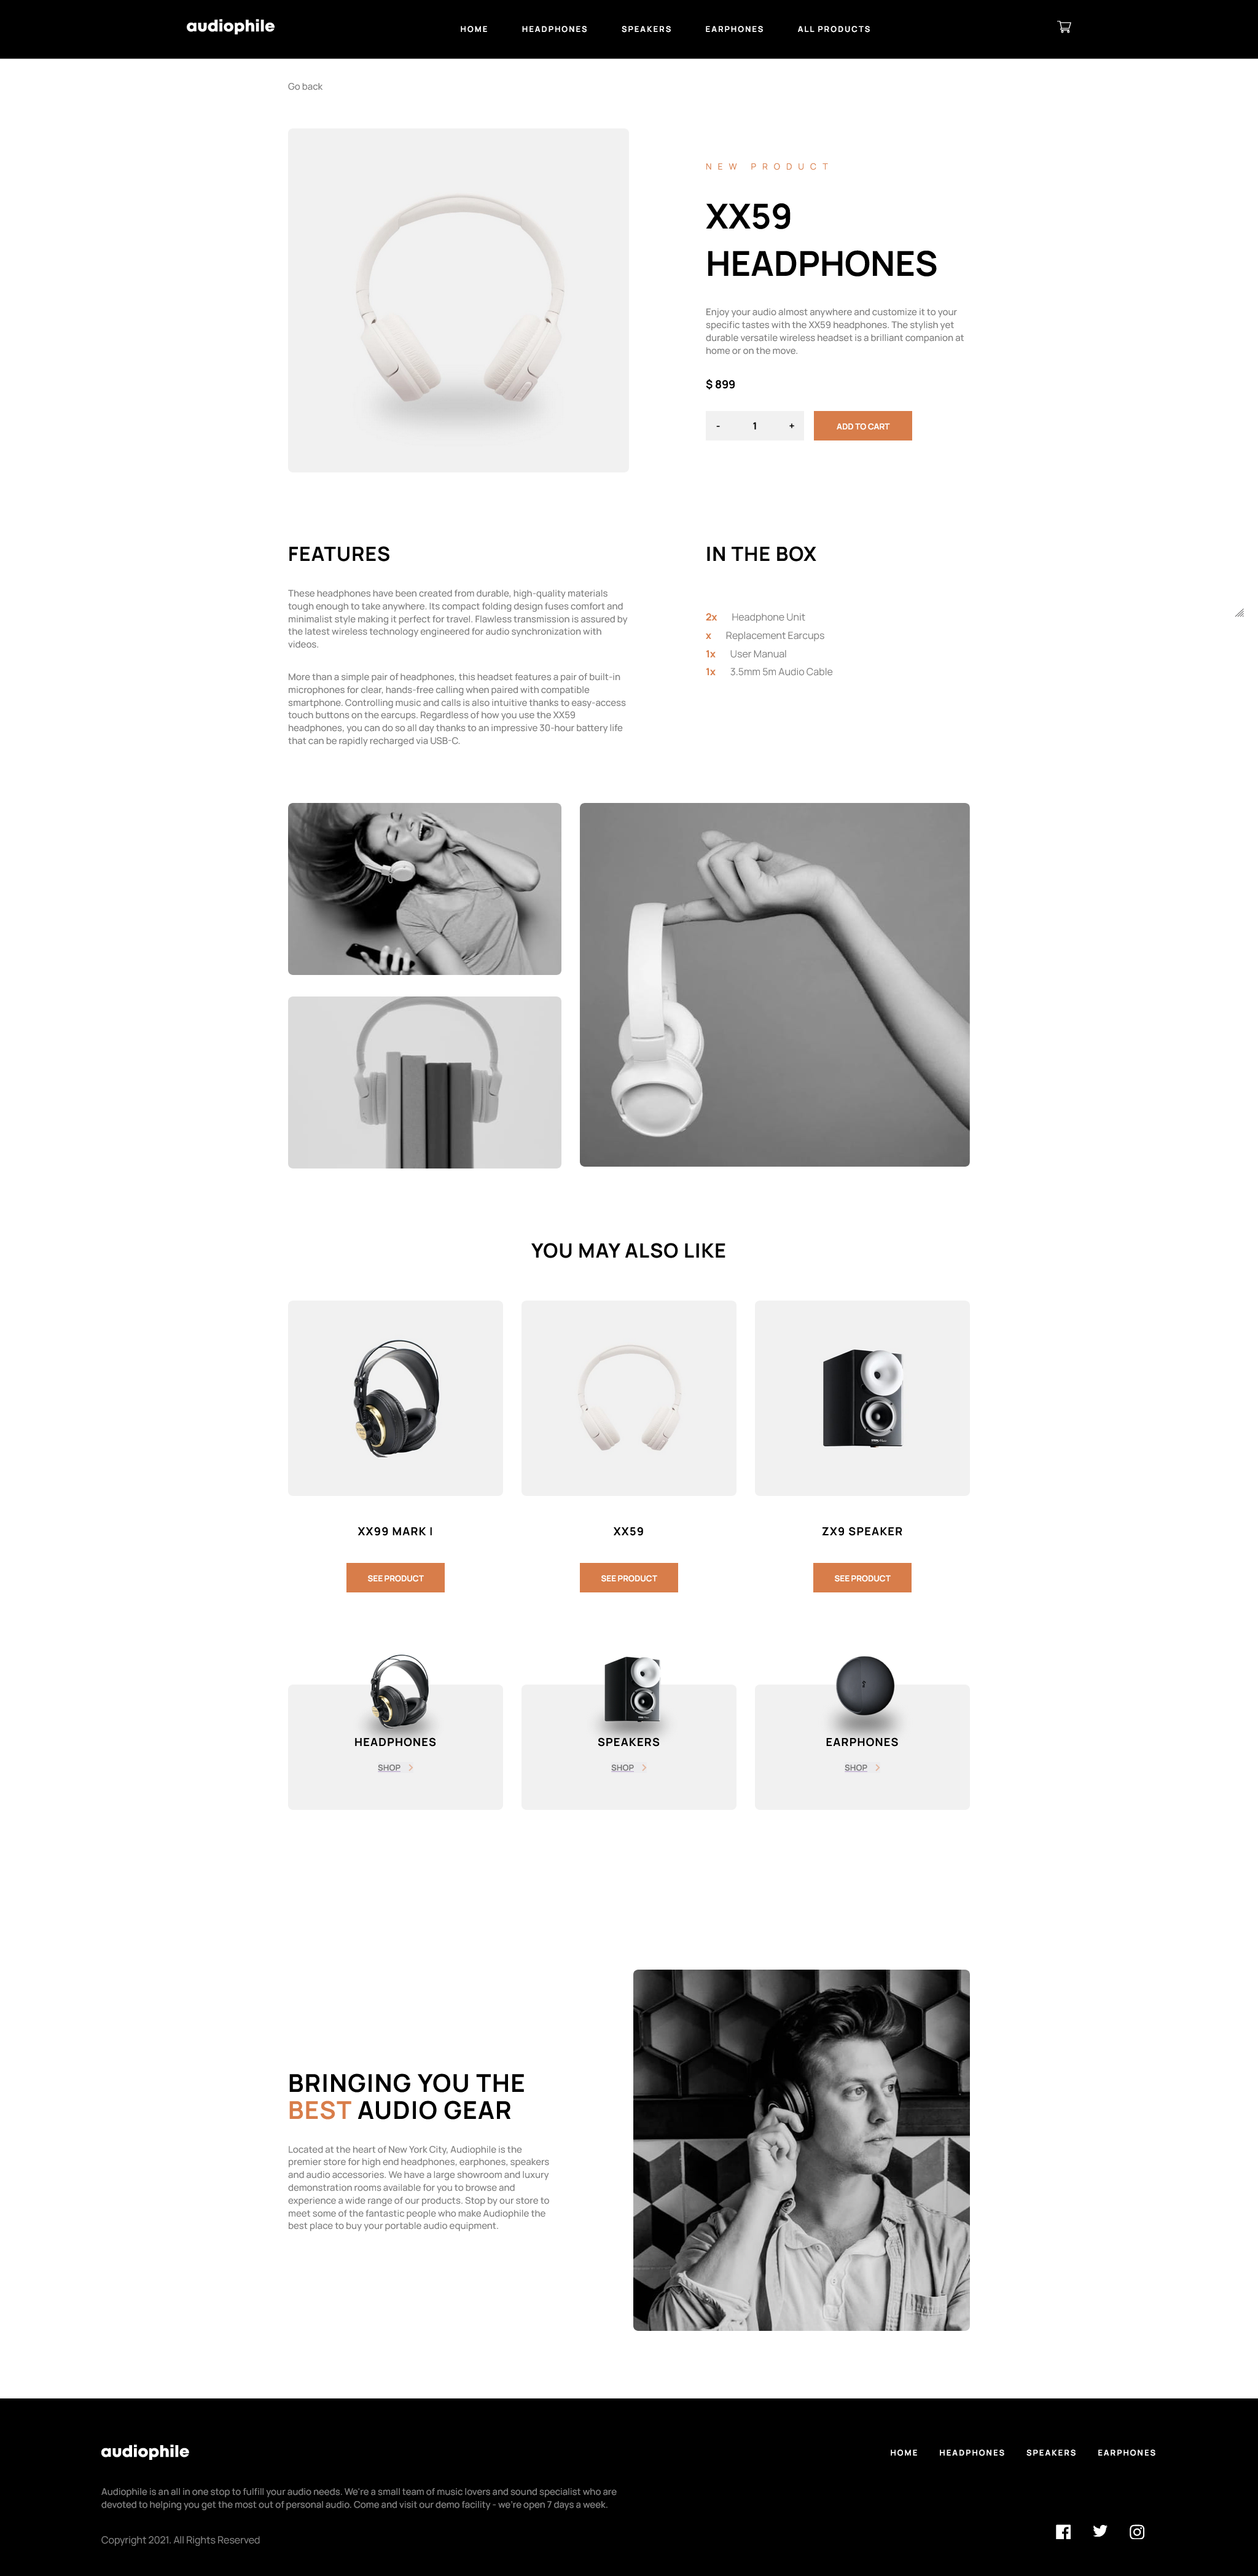 audiophile
HOME HEADPHONES SPEAKERS EARPHONES ALL PRODUCTS
Go back
NEW PRODUCT
XX59
HEADPHONES
Enjoy your audio almost anywhere and customize it to your
specific tastes with the XX59 headphones. The stylish yet
durable versatile wireless headset is a brilliant companion at
home or on the move.
$ 899
- 1 +
ADD TO CART
FEATURES
These headphones have been created from durable, high-quality materials
tough enough to take anywhere. Its compact folding design fuses comfort and
minimalist style making it perfect for travel. Flawless transmission is assured by
the latest wireless technology engineered for audio synchronization with
videos.
More than a simple pair of headphones, this headset features a pair of built-in
microphones for clear, hands-free calling when paired with compatible
smartphone. Controlling music and calls is also intuitive thanks to easy-access
touch buttons on the earcups. Regardless of how you use the XX59
headphones, you can do so all day thanks to an impressive 30-hour battery life
that can be rapidly recharged via USB-C.
IN THE BOX
2x Headphone Unit
x Replacement Earcups
1x User Manual
1x 3.5mm 5m Audio Cable
YOU MAY ALSO LIKE
XX99 MARK I
SEE PRODUCT
XX59
SEE PRODUCT
ZX9 SPEAKER
SEE PRODUCT
HEADPHONES
SHOP
SPEAKERS
SHOP
EARPHONES
SHOP
BRINGING YOU THE
BEST AUDIO GEAR
Located at the heart of New York City, Audiophile is the
premier store for high end headphones, earphones, speakers
and audio accessories. We have a large showroom and luxury
demonstration rooms available for you to browse and
experience a wide range of our products. Stop by our store to
meet some of the fantastic people who make Audiophile the
best place to buy your portable audio equipment.
audiophile
HOME HEADPHONES SPEAKERS EARPHONES
Audiophile is an all in one stop to fulfill your audio needs. We're a small team of music lovers and sound specialist who are
devoted to helping you get the most out of personal audio. Come and visit our demo facility - we're open 7 days a week.
Copyright 2021. All Rights Reserved